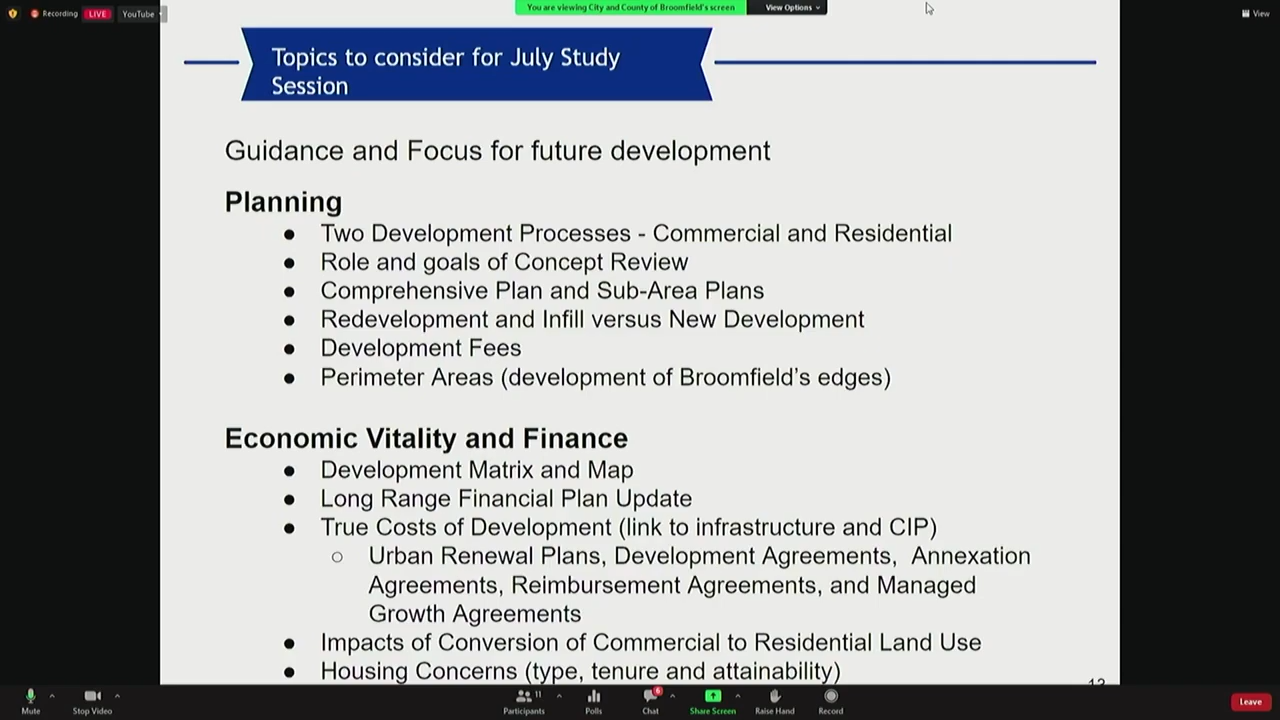 Recording LIVE YouTube
You are viewing City and County of Broomfield's screen View Options
View
Topics to consider for July Study
Session
Guidance and Focus for future development
Planning
● Two Development Processes - Commercial and Residential
● Role and goals of Concept Review
● Comprehensive Plan and Sub-Area Plans
● Redevelopment and Infill versus New Development
● Development Fees
● Perimeter Areas (development of Broomfield's edges)
Economic Vitality and Finance
● Development Matrix and Map
● Long Range Financial Plan Update
● True Costs of Development (link to infrastructure and CIP)
○ Urban Renewal Plans, Development Agreements, Annexation
Agreements, Reimbursement Agreements, and Managed
Growth Agreements
● Impacts of Conversion of Commercial to Residential Land Use
● Housing Concerns (type, tenure and attainability)
11 6
Mute Stop Video Participants Polls Chat Share Screen Raise Hand Record Leave